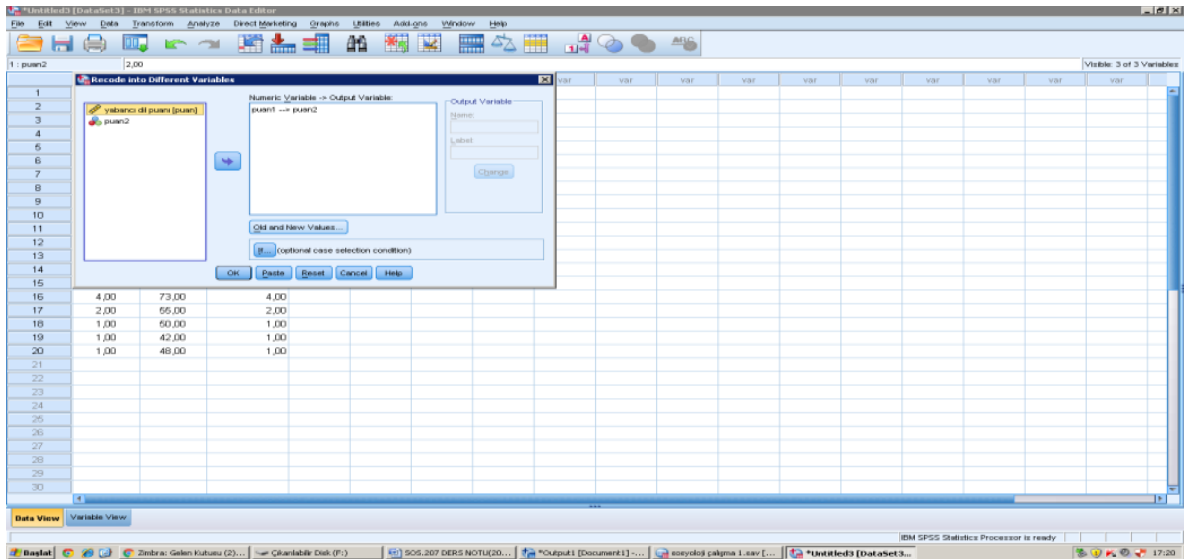 *Untitled3 [DataSet3] - IBM SPSS Statistics Data Editor
File Edit View Data Transform Analyze Direct Marketing Graphs Utilities Add-ons Window Help
1 : puan2 2,00 Visible: 3 of 3 Variables
Recode into Different Variables
var var var var var var var var var var
Numeric Variable -> Output Variable:
Output Variable
yabancı dil puanı [puan]
puan1 --> puan2
Name:
puan2
Label:
Change
Old and New Values...
If... (optional case selection condition)
OK Paste Reset Cancel Help
1
2
3
4
5
6
7
8
9
10
11
12
13
14
15
16 4,00 73,00 4,00
17 2,00 55,00 2,00
18 1,00 50,00 1,00
19 1,00 42,00 1,00
20 1,00 48,00 1,00
21
22
23
24
25
26
27
28
29
30
Data View Variable View
IBM SPSS Statistics Processor is ready
Başlat Zimbra: Gelen Kutusu (2)... Çıkarılabilir Disk (F:) SOS.207 DERS NOTU(20... *Output1 [Document1] -... sosyoloji çalışma 1.sav [... *Untitled3 [DataSet3... 17:20